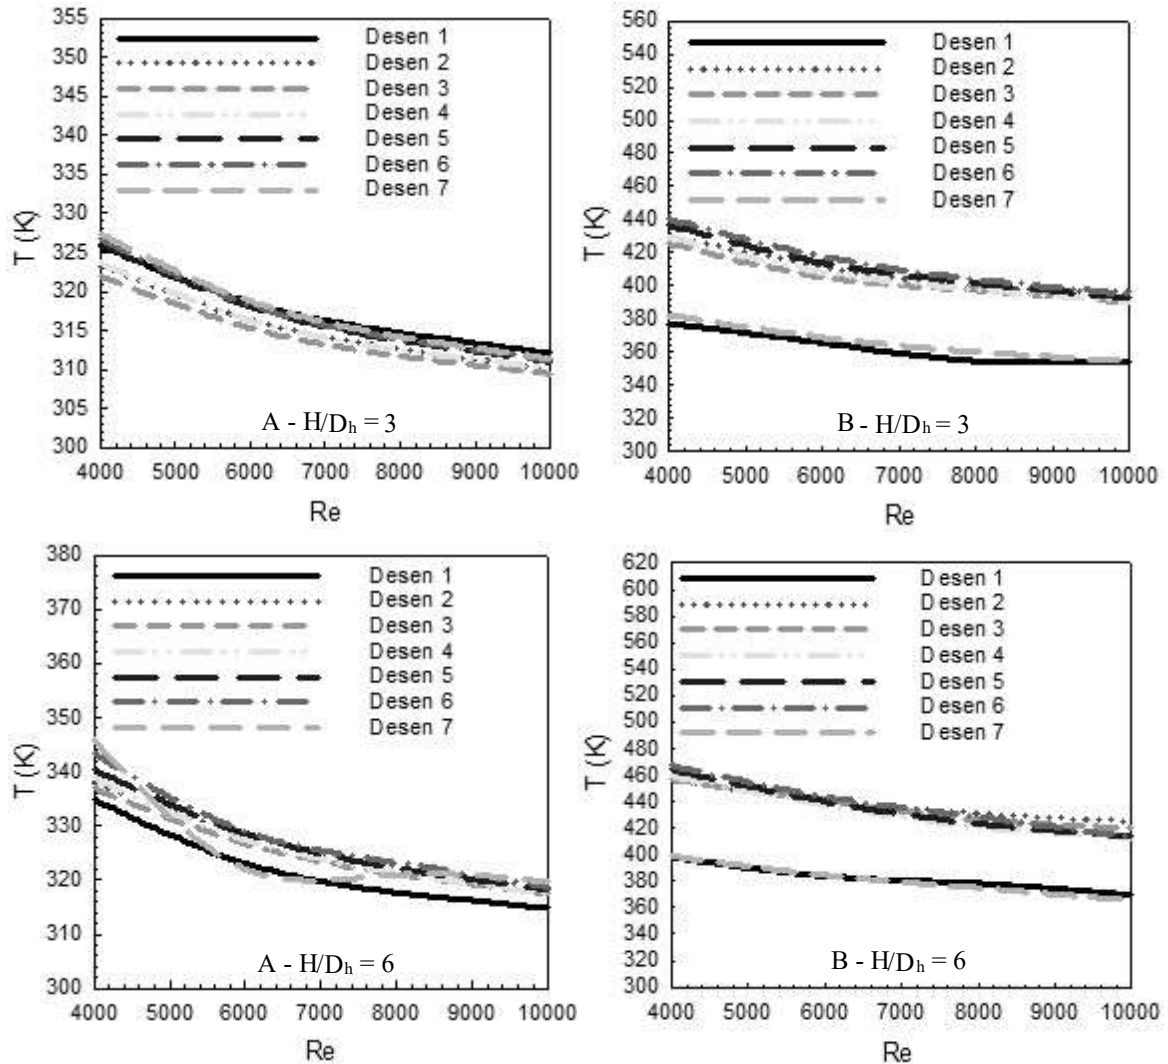 355
350
345
340
335
330
325
320
315
310
305
300
T (K)
Desen 1
Desen 2
Desen 3
Desen 4
Desen 5
Desen 6
Desen 7
A - H/Dh = 3
4000 5000 6000 7000 8000 9000 10000
Re
560
540
520
500
480
460
440
420
400
380
360
340
320
300
T (K)
Desen 1
Desen 2
Desen 3
Desen 4
Desen 5
Desen 6
Desen 7
B - H/Dh = 3
4000 5000 6000 7000 8000 9000 10000
Re
380
370
360
350
340
330
320
310
300
T (K)
Desen 1
Desen 2
Desen 3
Desen 4
Desen 5
Desen 6
Desen 7
A - H/Dh = 6
4000 5000 6000 7000 8000 9000 10000
Re
620
600
580
560
540
520
500
480
460
440
420
400
380
360
340
320
300
T (K)
Desen 1
Desen 2
Desen 3
Desen 4
Desen 5
Desen 6
Desen 7
B - H/Dh = 6
4000 5000 6000 7000 8000 9000 10000
Re